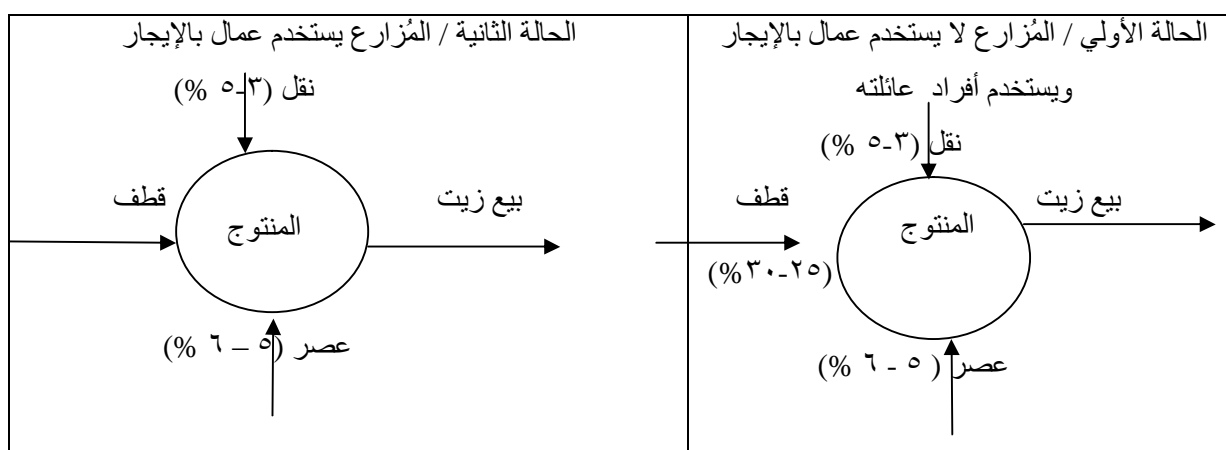 الحالة الأولي / المُزارع لا يستخدم عمال بالإيجار
ويستخدم أفراد عائلته
نقل (٣-٥ %)
قطف
بيع زيت
المنتوج
(٢٥-٣٠%)
عصر ( ٥ - ٦ %)
الحالة الثانية / المُزارع يستخدم عمال بالإيجار
نقل (٣-٥ %)
قطف
بيع زيت
المنتوج
عصر (٥ – ٦ %)